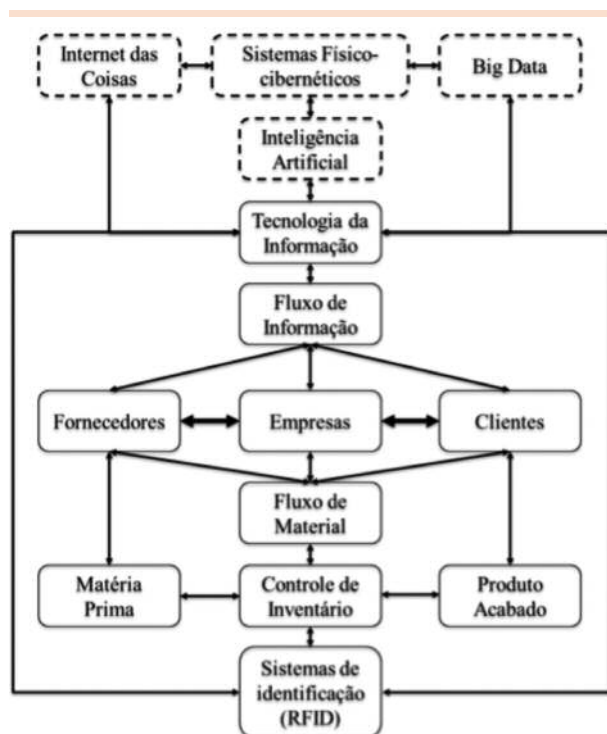 Internet das
Coisas
Sistemas Físico-
cibernéticos
Big Data
Inteligência
Artificial
Tecnologia da
Informação
Fluxo de
Informação
Fornecedores
Empresas
Clientes
Fluxo de
Material
Matéria
Prima
Controle de
Inventário
Produto
Acabado
Sistemas de
identificação
(RFID)